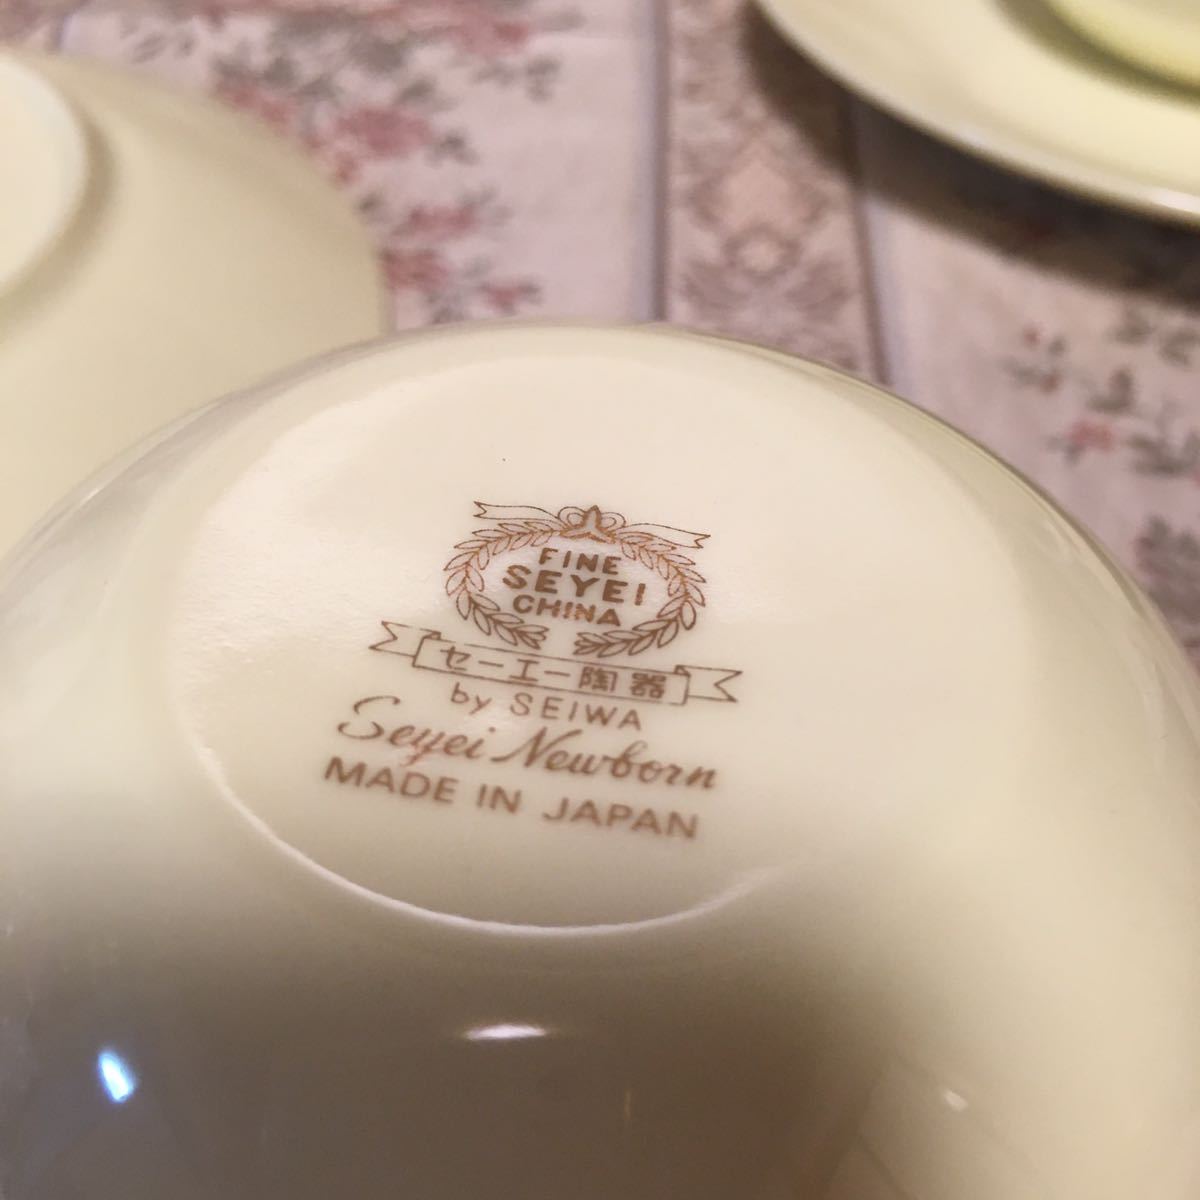 FINE
SEYEI
CHINA
セーエー陶器
by SEIWA
Seyei Newborn
MADE IN JAPAN